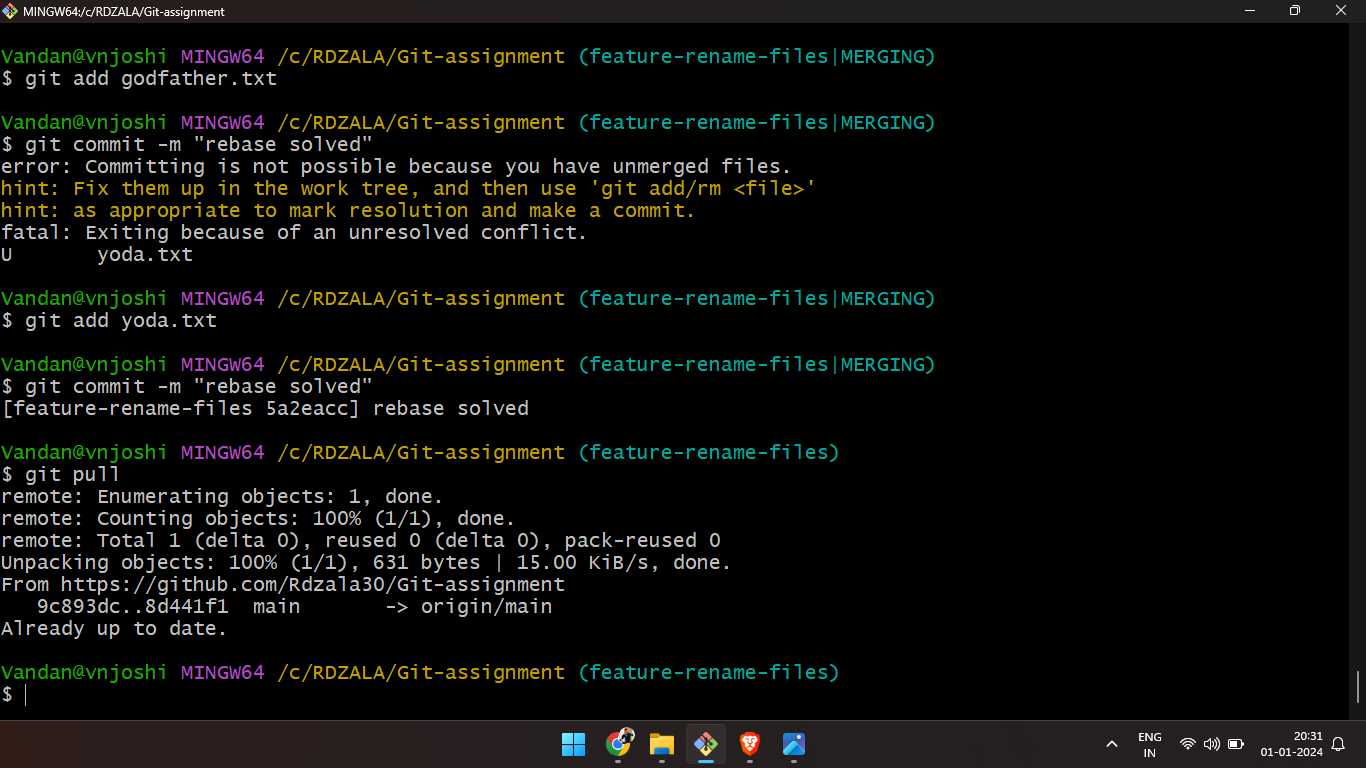 MINGW64:/c/RDZALA/Git-assignment
Vandan@vnjoshi MINGW64 /c/RDZALA/Git-assignment (feature-rename-files|MERGING)
$ git add godfather.txt
Vandan@vnjoshi MINGW64 /c/RDZALA/Git-assignment (feature-rename-files|MERGING)
$ git commit -m "rebase solved"
error: Committing is not possible because you have unmerged files.
hint: Fix them up in the work tree, and then use 'git add/rm <file>'
hint: as appropriate to mark resolution and make a commit.
fatal: Exiting because of an unresolved conflict.
U       yoda.txt
Vandan@vnjoshi MINGW64 /c/RDZALA/Git-assignment (feature-rename-files|MERGING)
$ git add yoda.txt
Vandan@vnjoshi MINGW64 /c/RDZALA/Git-assignment (feature-rename-files|MERGING)
$ git commit -m "rebase solved"
[feature-rename-files 5a2eacc] rebase solved
Vandan@vnjoshi MINGW64 /c/RDZALA/Git-assignment (feature-rename-files)
$ git pull
remote: Enumerating objects: 1, done.
remote: Counting objects: 100% (1/1), done.
remote: Total 1 (delta 0), reused 0 (delta 0), pack-reused 0
Unpacking objects: 100% (1/1), 631 bytes | 15.00 KiB/s, done.
From https://github.com/Rdzala30/Git-assignment
   9c893dc..8d441f1  main       -> origin/main
Already up to date.
Vandan@vnjoshi MINGW64 /c/RDZALA/Git-assignment (feature-rename-files)
$
ENG
IN
20:31
01-01-2024